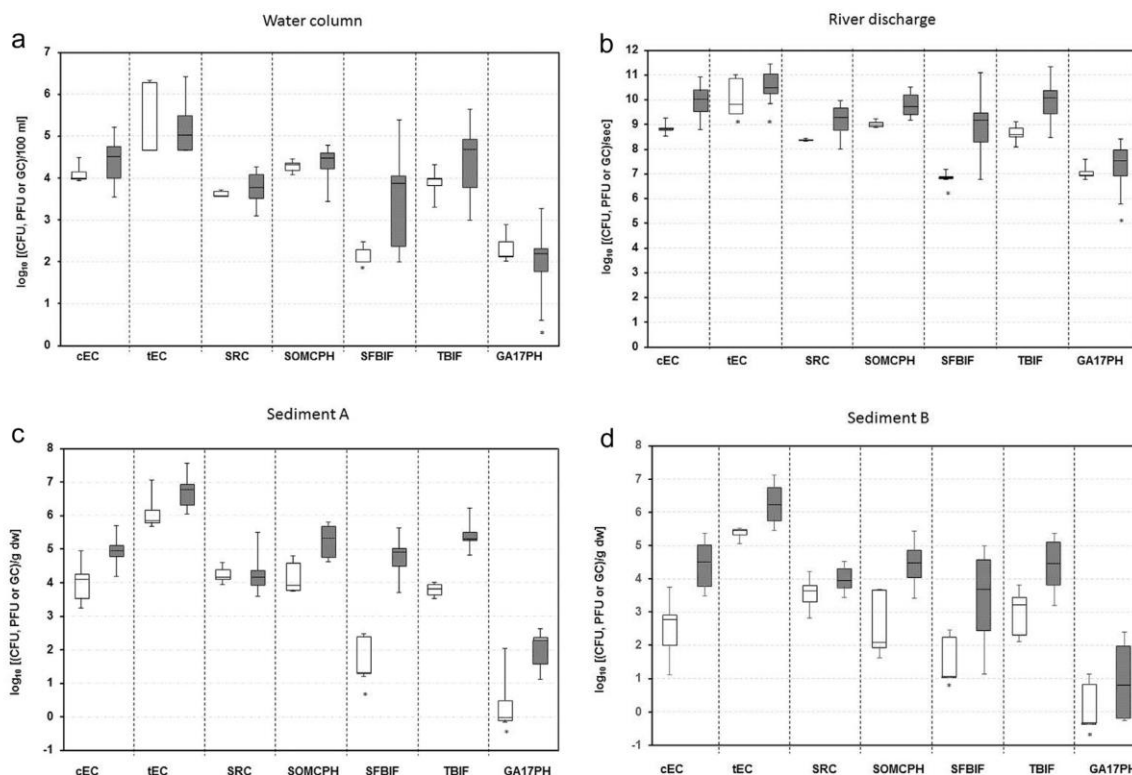 Water column
a
log₁₀ [(CFU, PFU or GC)/100 ml]
7
6
5
4
3
2
1
0
cEC tEC SRC SOMCPH SFBIF TBIF GA17PH
River discharge
b
log₁₀ [(CFU, PFU or GC)/sec]
12
11
10
9
8
7
6
5
4
3
2
1
0
cEC tEC SRC SOMCPH SFBIF TBIF GA17PH
Sediment A
c
log₁₀ [(CFU, PFU or GC)/g dw]
8
7
6
5
4
3
2
1
0
-1
cEC tEC SRC SOMCPH SFBIF TBIF GA17PH
Sediment B
d
log₁₀ [(CFU, PFU or GC)/g dw]
8
7
6
5
4
3
2
1
0
-1
cEC tEC SRC SOMCPH SFBIF TBIF GA17PH